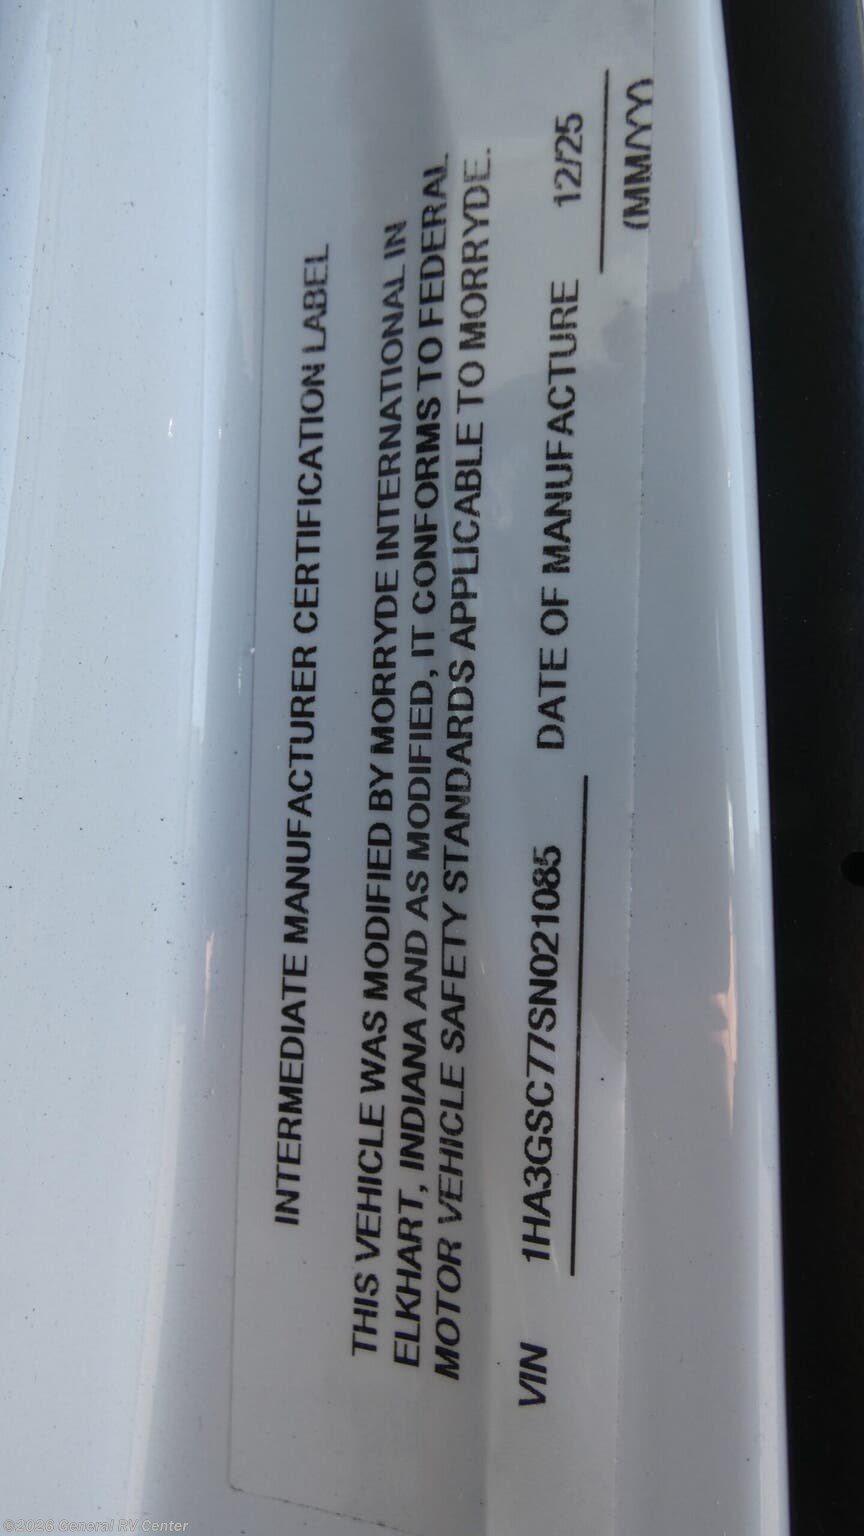 INTERMEDIATE MANUFACTURER CERTIFICATION LABEL
THIS VEHICLE WAS MODIFIED BY MORRYDE INTERNATIONAL IN
ELKHART, INDIANA AND AS MODIFIED, IT CONFORMS TO FEDERAL
MOTOR VEHICLE SAFETY STANDARDS APPLICABLE TO MORRYDE.
VIN 1HA3GSC77SN021085 DATE OF MANUFACTURE 12/25
(MM/YY)
©2026 General RV Center